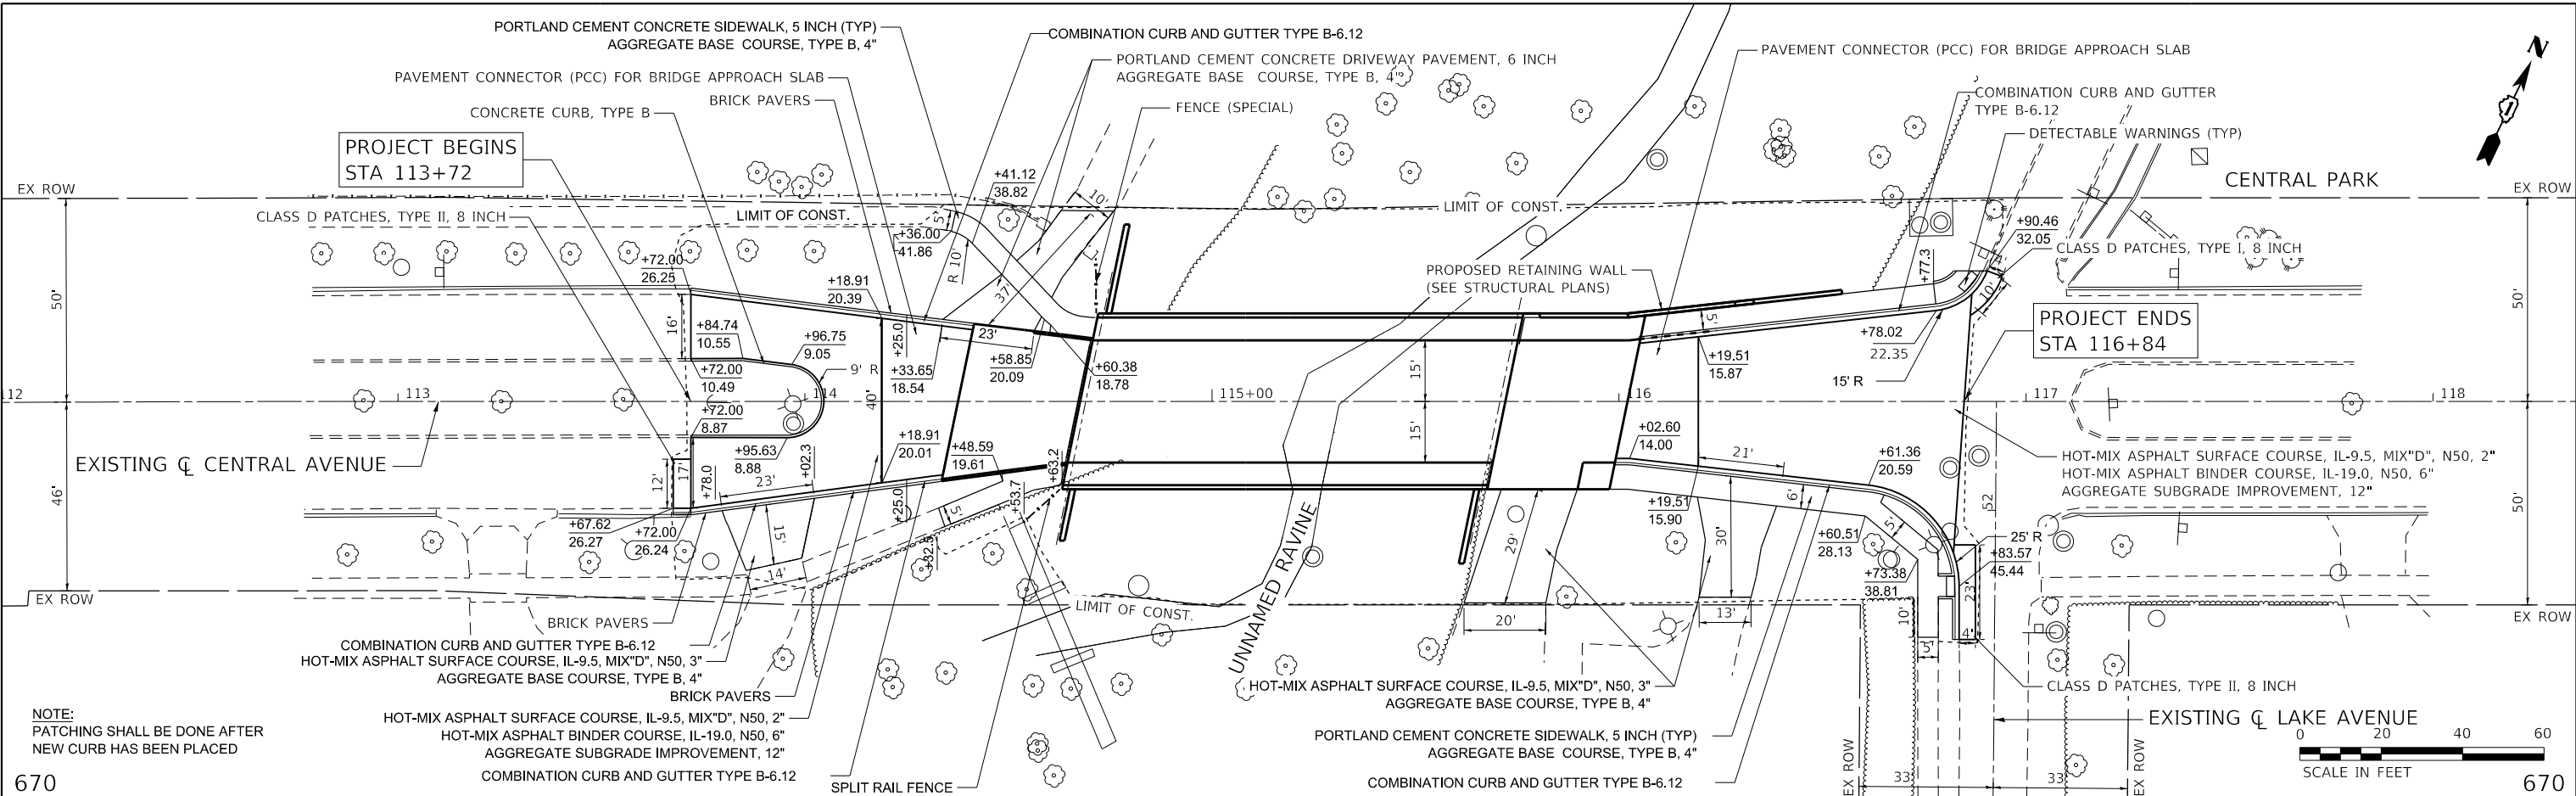 PORTLAND CEMENT CONCRETE SIDEWALK, 5 INCH (TYP)
AGGREGATE BASE COURSE, TYPE B, 4"
COMBINATION CURB AND GUTTER TYPE B-6.12
PORTLAND CEMENT CONCRETE DRIVEWAY PAVEMENT, 6 INCH
AGGREGATE BASE COURSE, TYPE B, 4"
PAVEMENT CONNECTOR (PCC) FOR BRIDGE APPROACH SLAB
PAVEMENT CONNECTOR (PCC) FOR BRIDGE APPROACH SLAB
BRICK PAVERS
CONCRETE CURB, TYPE B
FENCE (SPECIAL)
COMBINATION CURB AND GUTTER
TYPE B-6.12
DETECTABLE WARNINGS (TYP)
N
1
PROJECT BEGINS
STA 113+72
CENTRAL PARK
EX ROW
EX ROW
CLASS D PATCHES, TYPE II, 8 INCH
LIMIT OF CONST.
LIMIT OF CONST.
5'
+41.12
38.82
10'
+36.00
41.86
R 10'
37'
+90.46
32.05
CLASS D PATCHES, TYPE I, 8 INCH
4'
10'
+77.3
+72.00
26.25
+18.91
20.39
PROPOSED RETAINING WALL
(SEE STRUCTURAL PLANS)
50'
50'
16'
+84.74
10.55
+96.75
9.05
+25.0
23'
+58.85
20.09
5'
+78.02
22.35
PROJECT ENDS
STA 116+84
+72.00
10.49
9' R
+33.65
18.54
+60.38
18.78
15'
+19.51
15.87
15' R
112
113
114
40'
115+00
116
117
118
+72.00
8.87
15'
+02.60
14.00
EXISTING ℄ CENTRAL AVENUE
+95.63
8.88
+02.3
+18.91
20.01
+48.59
19.61
+63.2
21'
+61.36
20.59
HOT-MIX ASPHALT SURFACE COURSE, IL-9.5, MIX"D", N50, 2"
HOT-MIX ASPHALT BINDER COURSE, IL-19.0, N50, 6"
AGGREGATE SUBGRADE IMPROVEMENT, 12"
46'
12'
17'
+78.0
23'
+25.0
+53.7
6'
52
50'
+67.62
26.27
+72.00
26.24
15'
5'
+32.5
29'
+19.51
15.90
30'
+60.51
28.13
5'
25' R
+83.57
45.44
14'
+73.38
38.81
23'
EX ROW
BRICK PAVERS
LIMIT OF CONST.
UNNAMED RAVINE
20'
13'
10'
5'
4'
EX ROW
COMBINATION CURB AND GUTTER TYPE B-6.12
HOT-MIX ASPHALT SURFACE COURSE, IL-9.5, MIX"D", N50, 3"
AGGREGATE BASE COURSE, TYPE B, 4"
BRICK PAVERS
HOT-MIX ASPHALT SURFACE COURSE, IL-9.5, MIX"D", N50, 3"
AGGREGATE BASE COURSE, TYPE B, 4"
CLASS D PATCHES, TYPE II, 8 INCH
NOTE:
PATCHING SHALL BE DONE AFTER
NEW CURB HAS BEEN PLACED
HOT-MIX ASPHALT SURFACE COURSE, IL-9.5, MIX"D", N50, 2"
HOT-MIX ASPHALT BINDER COURSE, IL-19.0, N50, 6"
AGGREGATE SUBGRADE IMPROVEMENT, 12"
COMBINATION CURB AND GUTTER TYPE B-6.12
SPLIT RAIL FENCE
PORTLAND CEMENT CONCRETE SIDEWALK, 5 INCH (TYP)
AGGREGATE BASE COURSE, TYPE B, 4"
COMBINATION CURB AND GUTTER TYPE B-6.12
EXISTING ℄ LAKE AVENUE
EX ROW
33'
33'
EX ROW
0 20 40 60
SCALE IN FEET
670
670